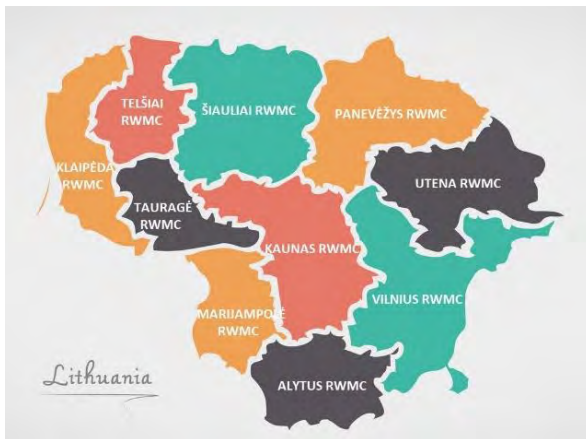 TELŠIAI
RWMC
ŠIAULIAI RWMC
PANEVĖŽYS RWMC
KLAIPĖDA
RWMC
TAURAGĖ
RWMC
UTENA RWMC
KAUNAS RWMC
MARIJAMPOLĖ
RWMC
VILNIUS RWMC
ALYTUS RWMC
Lithuania